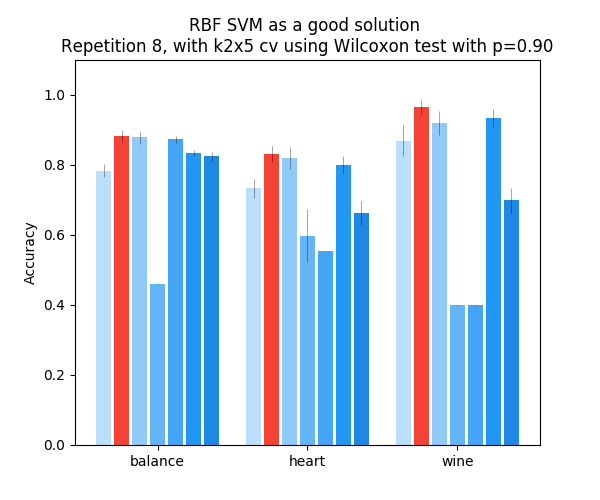 RBF SVM as a good solution
Repetition 8, with k2x5 cv using Wilcoxon test with p=0.90
1.0
0.8
0.6
0.4
0.2
0.0
Accuracy
balance heart wine